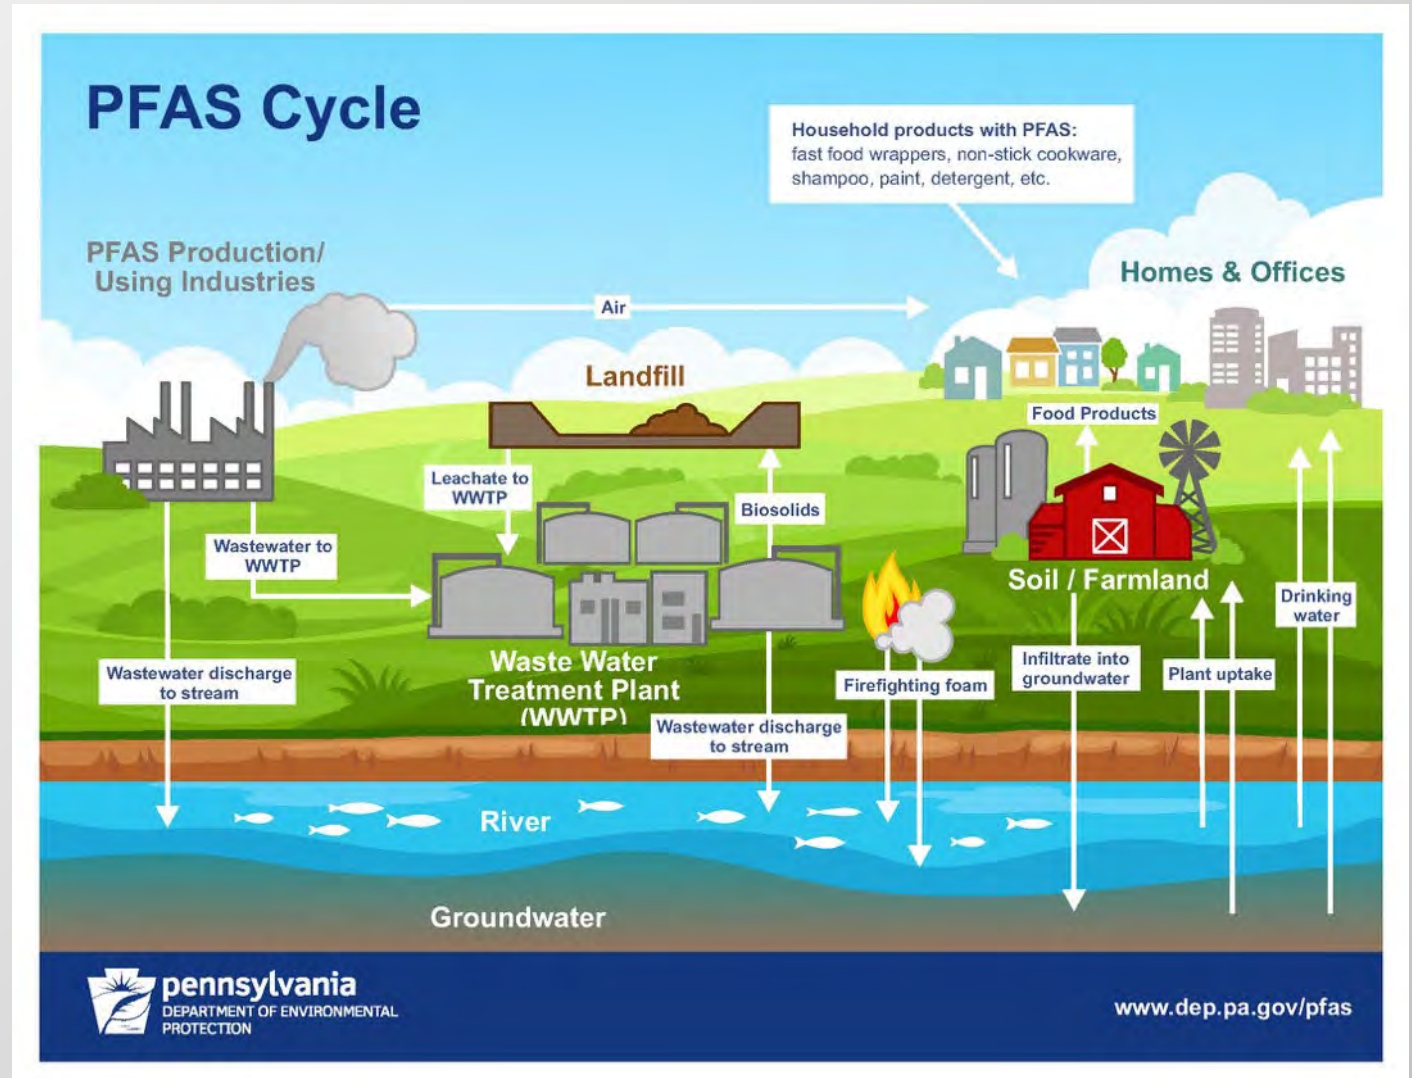 PFAS Cycle
Household products with PFAS:
fast food wrappers, non-stick cookware,
shampoo, paint, detergent, etc.
PFAS Production/
Using Industries
Homes & Offices
Air
Landfill
Food Products
Leachate to
WWTP
Biosolids
Wastewater to
WWTP
Soil / Farmland
Drinking
water
Waste Water
Treatment Plant
(WWTP)
Infiltrate into
groundwater
Plant uptake
Wastewater discharge
to stream
Firefighting foam
Wastewater discharge
to stream
River
Groundwater
pennsylvania
DEPARTMENT OF ENVIRONMENTAL
PROTECTION
www.dep.pa.gov/pfas